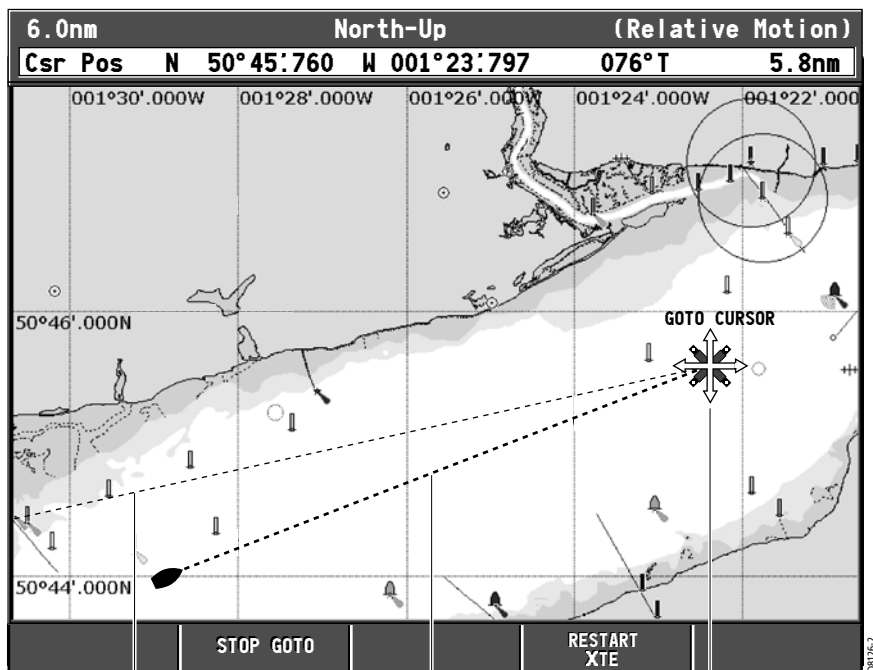 6.0nm North-Up (Relative Motion)
Csr Pos N 50°45'.760 W 001°23'.797 076°T 5.8nm
001°30'.000W 001°28'.000W 001°26'.000W 001°24'.000W 001°22'.000
50°46'.000N
GOTO CURSOR
50°44'.000N
STOP GOTO
RESTART
XTE
D8126-2